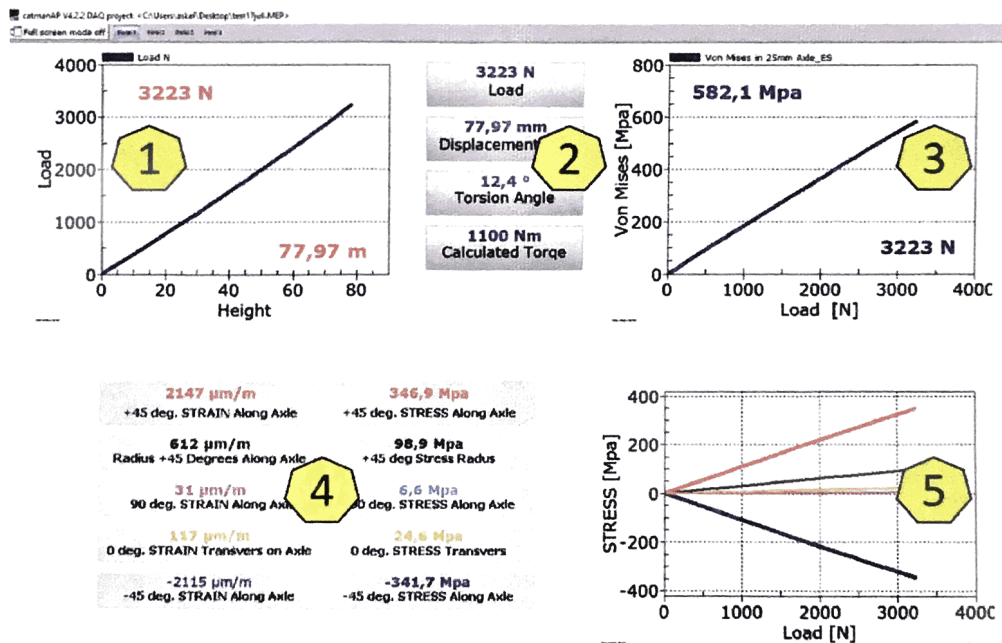 catmanAP V4.2.2 DAQ project: <C:\Users\askel\Desktop\test17juli.MEP>
Full screen mode off
Load N
4000
3000
2000
1000
0
Load
3223 N
1
77,97 m
0 20 40 60 80
Height
3223 N
Load
77,97 mm
Displacement
2
12,4 °
Torsion Angle
1100 Nm
Calculated Torqe
Von Mises in 25mm Axle_ES
800
600
400
200
0
Von Mises [Mpa]
582,1 Mpa
3
3223 N
0 1000 2000 3000 4000
Load [N]
2147 µm/m
+45 deg. STRAIN Along Axle
346,9 Mpa
+45 deg. STRESS Along Axle
612 µm/m
Radius +45 Degrees Along Axle
98,9 Mpa
+45 deg Stress Radus
4
31 µm/m
90 deg. STRAIN Along
6,6 Mpa
deg. STRESS Along Axle
117 µm/m
0 deg. STRAIN Transvers on Axle
24,6 Mpa
0 deg. STRESS Transvers
-2115 µm/m
-45 deg. STRAIN Along Axle
-341,7 Mpa
-45 deg. STRESS Along Axle
400
200
0
-200
-400
STRESS [Mpa]
5
0 1000 2000 3000 4000
Load [N]